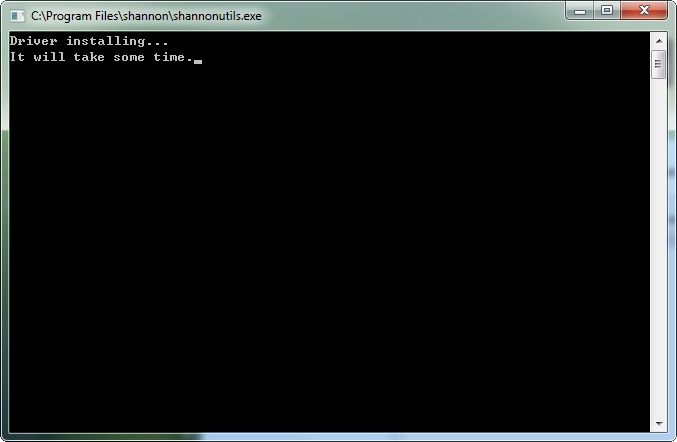 C:\Program Files\shannon\shannonutils.exe
Driver installing...
It will take some time.